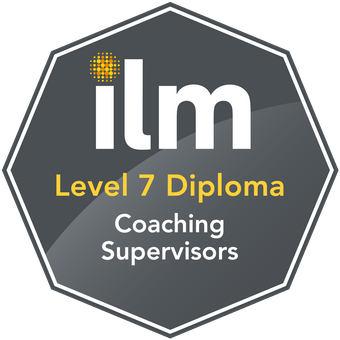 ilm
Level 7 Diploma
Coaching
Supervisors